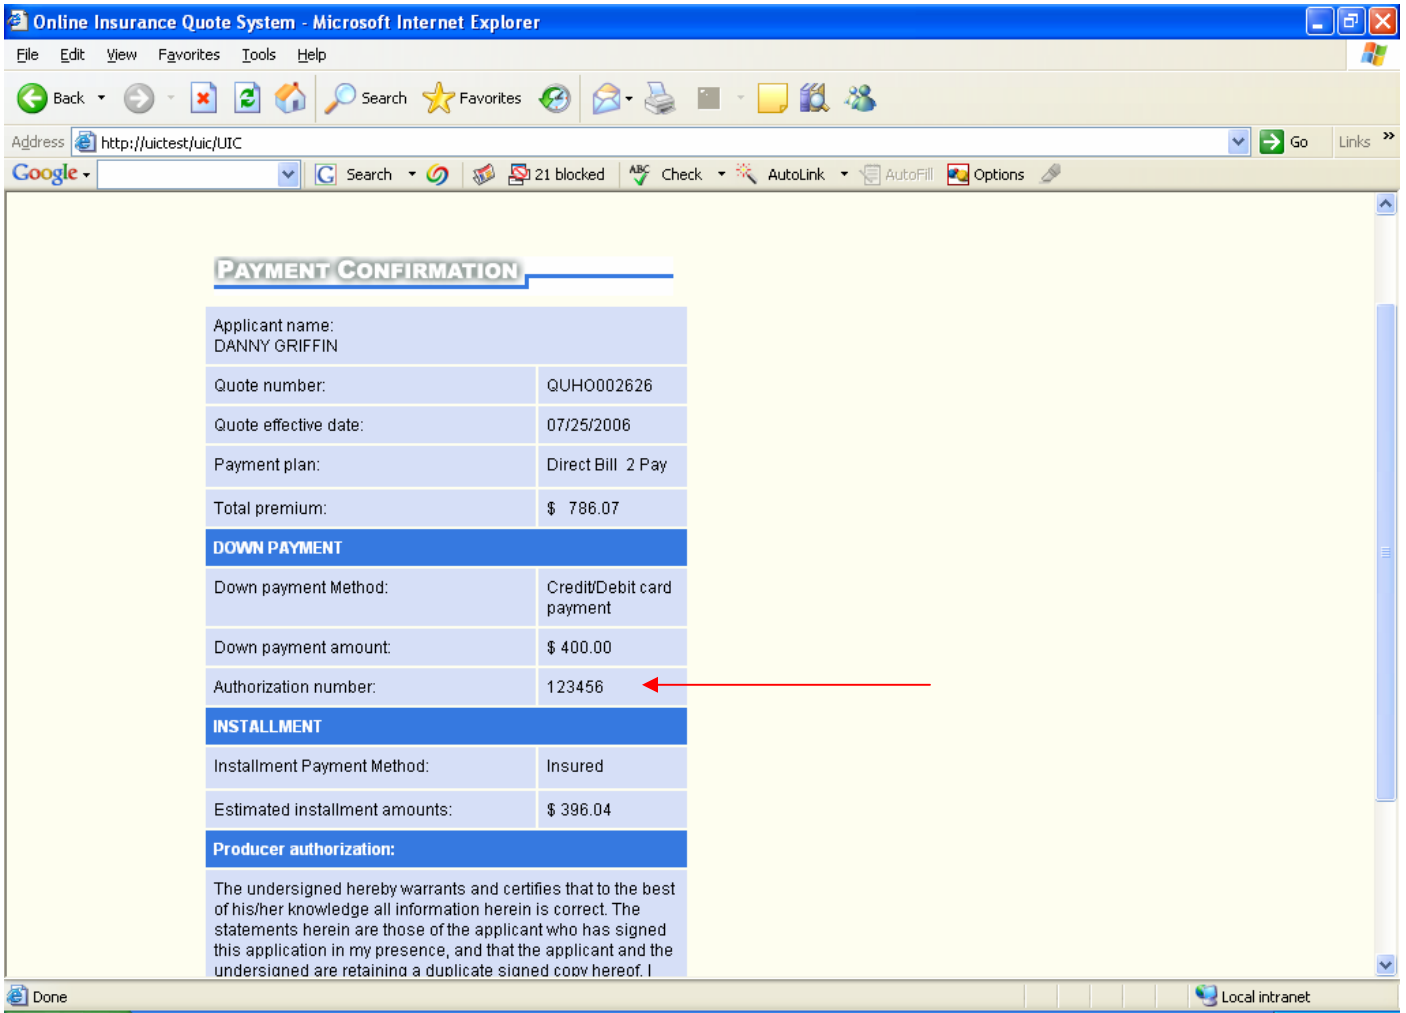 Online Insurance Quote System - Microsoft Internet Explorer
File Edit View Favorites Tools Help
Back Search Favorites
Address http://uictest/uic/UIC Go Links »
Google G Search 21 blocked ABC Check AutoLink AutoFill Options
PAYMENT CONFIRMATION
Applicant name:
DANNY GRIFFIN
Quote number: QUHO002626
Quote effective date: 07/25/2006
Payment plan: Direct Bill 2 Pay
Total premium: $ 786.07
DOWN PAYMENT
Down payment Method: Credit/Debit card
payment
Down payment amount: $ 400.00
Authorization number: 123456
INSTALLMENT
Installment Payment Method: Insured
Estimated installment amounts: $ 396.04
Producer authorization:
The undersigned hereby warrants and certifies that to the best
of his/her knowledge all information herein is correct. The
statements herein are those of the applicant who has signed
this application in my presence, and that the applicant and the
undersigned are retaining a duplicate signed copy hereof. I
Done Local intranet